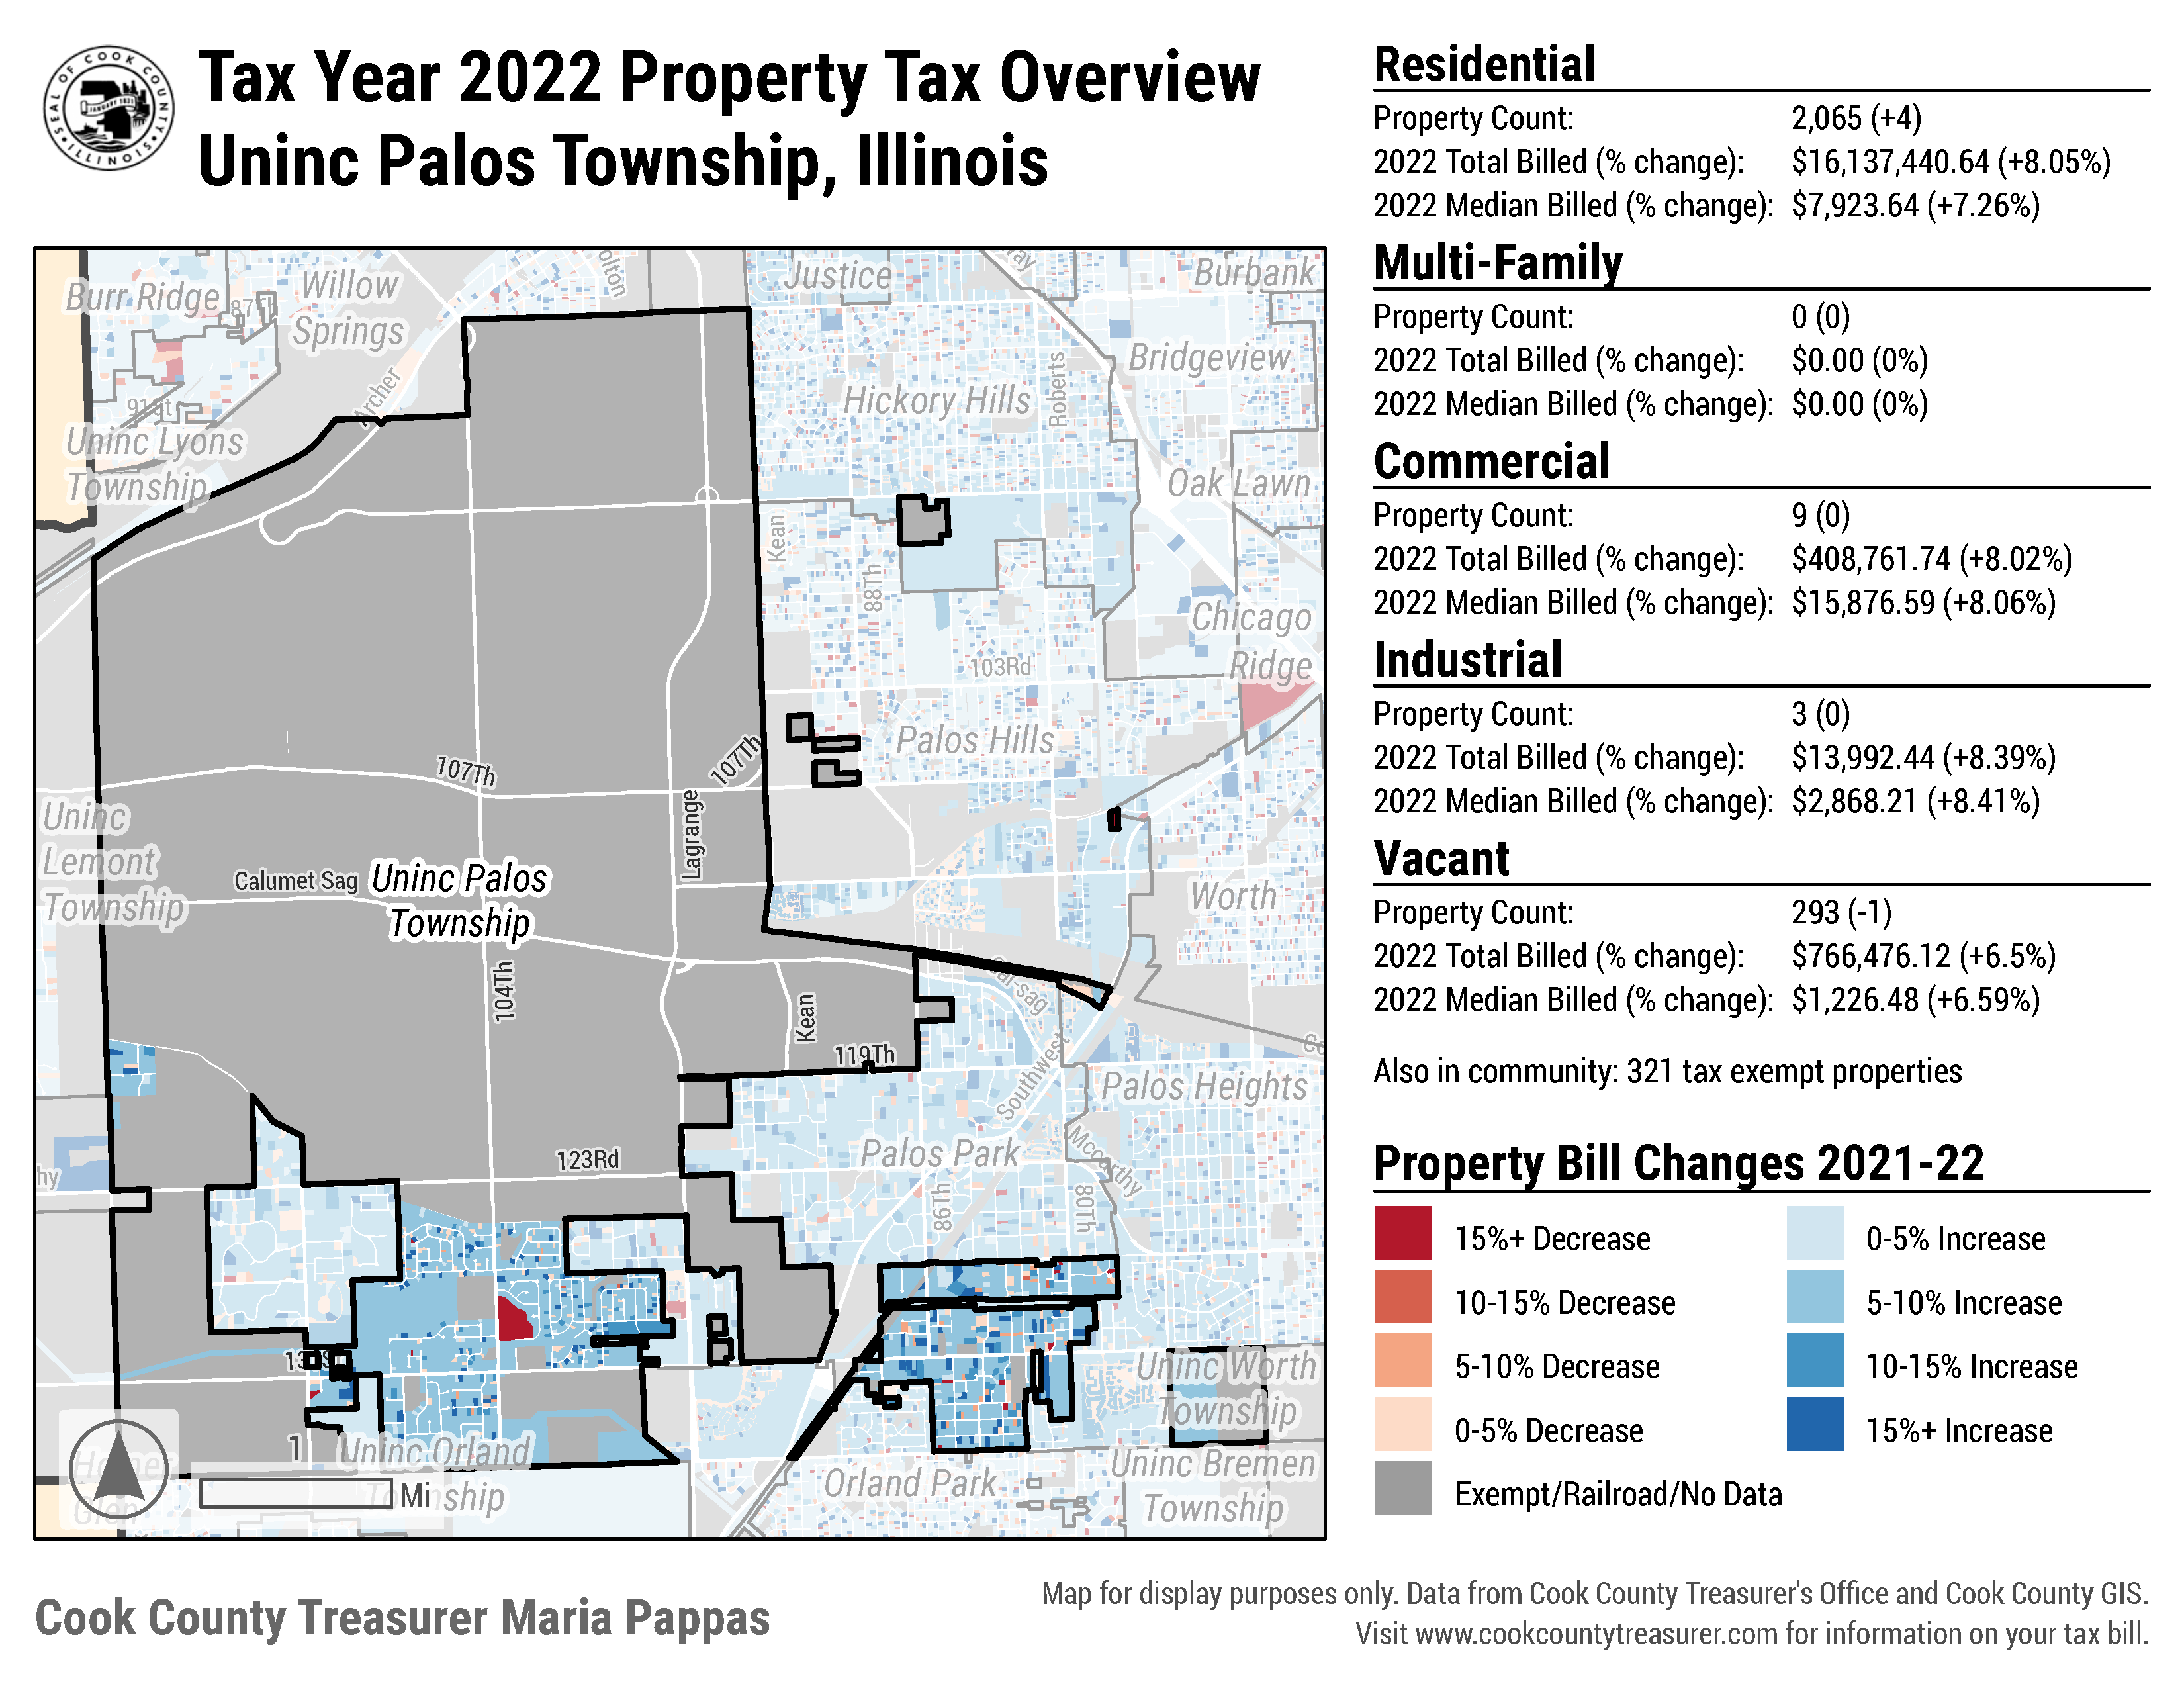 SEAL OF COOK COUNTY
ILLINOIS
JANUARY 1831
Tax Year 2022 Property Tax Overview
Uninc Palos Township, Illinois
Residential
Property Count: 2,065 (+4)
2022 Total Billed (% change): $16,137,440.64 (+8.05%)
2022 Median Billed (% change): $7,923.64 (+7.26%)
Multi-Family
Property Count: 0 (0)
2022 Total Billed (% change): $0.00 (0%)
2022 Median Billed (% change): $0.00 (0%)
Commercial
Property Count: 9 (0)
2022 Total Billed (% change): $408,761.74 (+8.02%)
2022 Median Billed (% change): $15,876.59 (+8.06%)
Industrial
Property Count: 3 (0)
2022 Total Billed (% change): $13,992.44 (+8.39%)
2022 Median Billed (% change): $2,868.21 (+8.41%)
Vacant
Property Count: 293 (-1)
2022 Total Billed (% change): $766,476.12 (+6.5%)
2022 Median Billed (% change): $1,226.48 (+6.59%)
Also in community: 321 tax exempt properties
Property Bill Changes 2021-22
15%+ Decrease
10-15% Decrease
5-10% Decrease
0-5% Decrease
Exempt/Railroad/No Data
0-5% Increase
5-10% Increase
10-15% Increase
15%+ Increase
Burr Ridge
87Th
Willow
Springs
Justice
Burbank
Bridgeview
Roberts
Hickory Hills
Archer
91St
Uninc Lyons
Township
Oak Lawn
Kean
88Th
Chicago
Ridge
103Rd
Palos Hills
107Th
107Th
Lagrange
Uninc
Lemont
Township
Calumet Sag
Uninc Palos
Township
Worth
104Th
Kean
Cal-sag
119Th
Southwest
Palos Heights
Palos Park
Mccarthy
123Rd
hy
86Th
80Th
Uninc Worth
Township
Uninc Orland
Township
Orland Park
Uninc Bremen
Township
Homer
Glen
1
Mi
Cook County Treasurer Maria Pappas
Map for display purposes only. Data from Cook County Treasurer's Office and Cook County GIS.
Visit www.cookcountytreasurer.com for information on your tax bill.